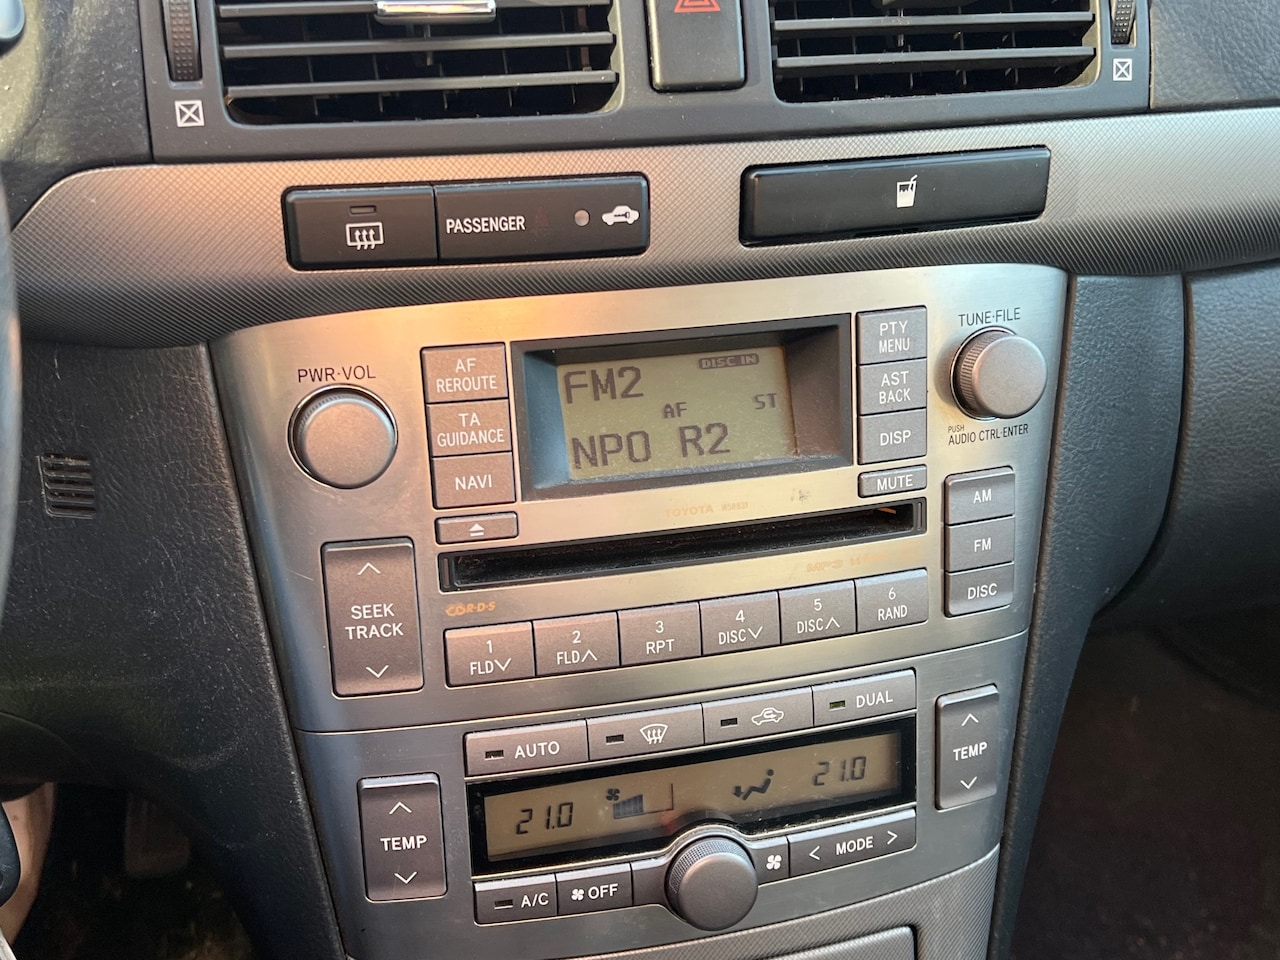 PASSENGER
PWR·VOL
AF
REROUTE
TA
GUIDANCE
NAVI
DISC IN
FM2
AF
ST
NPO R2
PTY
MENU
AST
BACK
DISP
MUTE
TUNE·FILE
PUSH
AUDIO CTRL·ENTER
TOYOTA
AM
FM
DISC
SEEK
TRACK
1
FLD
2
FLD
3
RPT
4
DISC
5
DISC
6
RAND
AUTO
DUAL
TEMP
21.0
21.0
TEMP
A/C
OFF
< MODE >